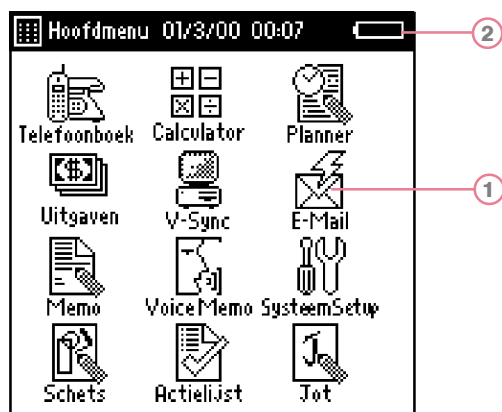 Hoofdmenu 01/3/00 00:07
2
Telefoonboek Calculator Planner
1
Uitgaven V-Sync E-Mail
Memo Voice Memo SysteemSetup
Schets Actielijst Jot